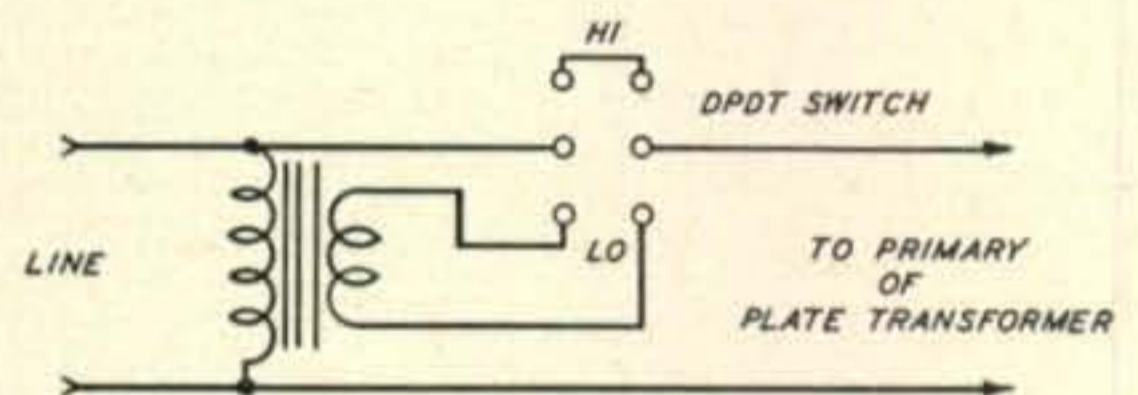 HI
DPDT SWITCH
LINE
LO
TO PRIMARY
OF
PLATE TRANSFORMER